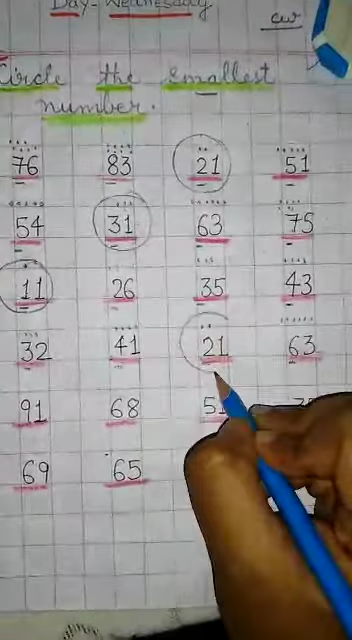 Day- Wednesday
cw
Circle the smallest
number.
76 83 21 51
54 31 63 75
11 26 35 43
32 41 21 63
91 68
69 65